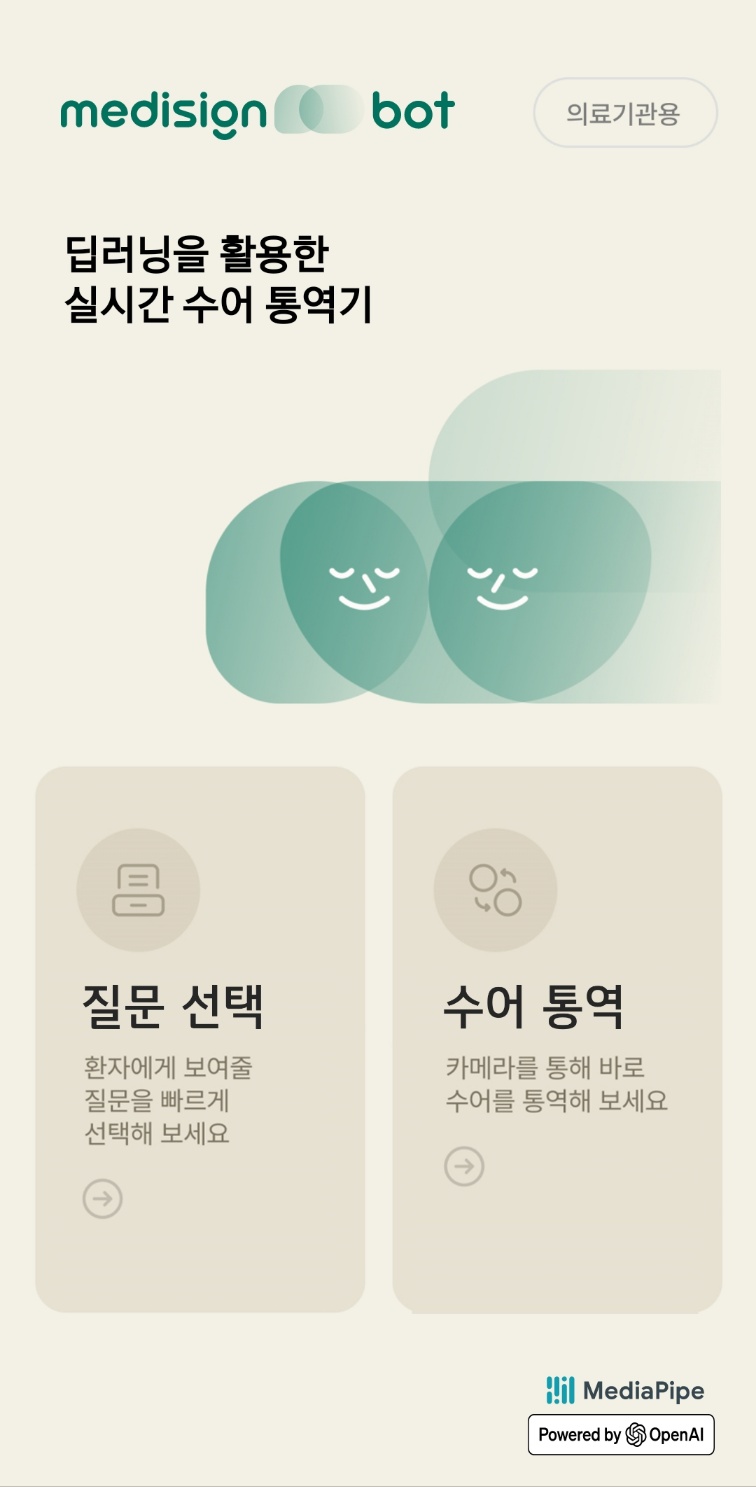 medisign bot
의료기관용
딥러닝을 활용한
실시간 수어 통역기
질문 선택
환자에게 보여줄
질문을 빠르게
선택해 보세요
수어 통역
카메라를 통해 바로
수어를 통역해 보세요
MediaPipe
Powered by OpenAI